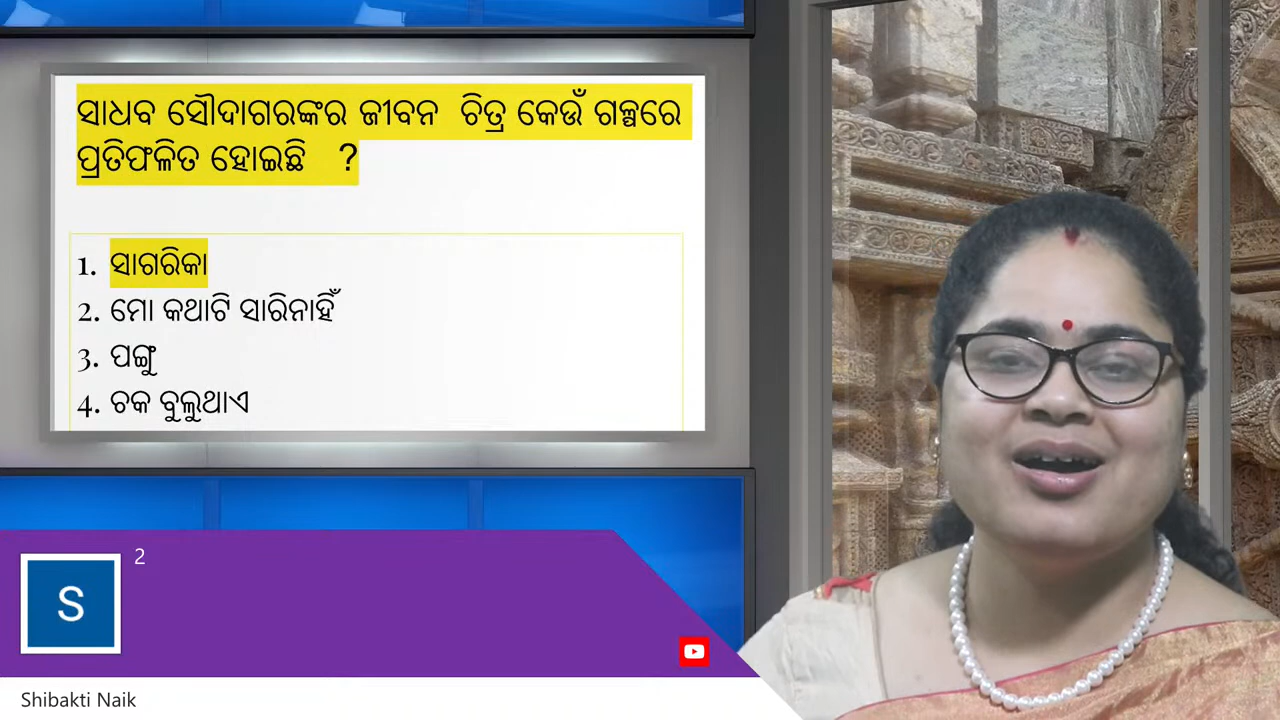 ସାଧବ ସୌଦାଗରଙ୍କର ଜୀବନ ଚିତ୍ର କେଉଁ ଗଳ୍ପରେ
ପ୍ରତିଫଳିତ ହୋଇଛି ?
1. ସାଗରିକା
2. ମୋ କଥାଟି ସାରିନାହିଁ
3. ପଙ୍ଗୁ
4. ଚକ ବୁଲୁଥାଏ
2
S
Shibakti Naik